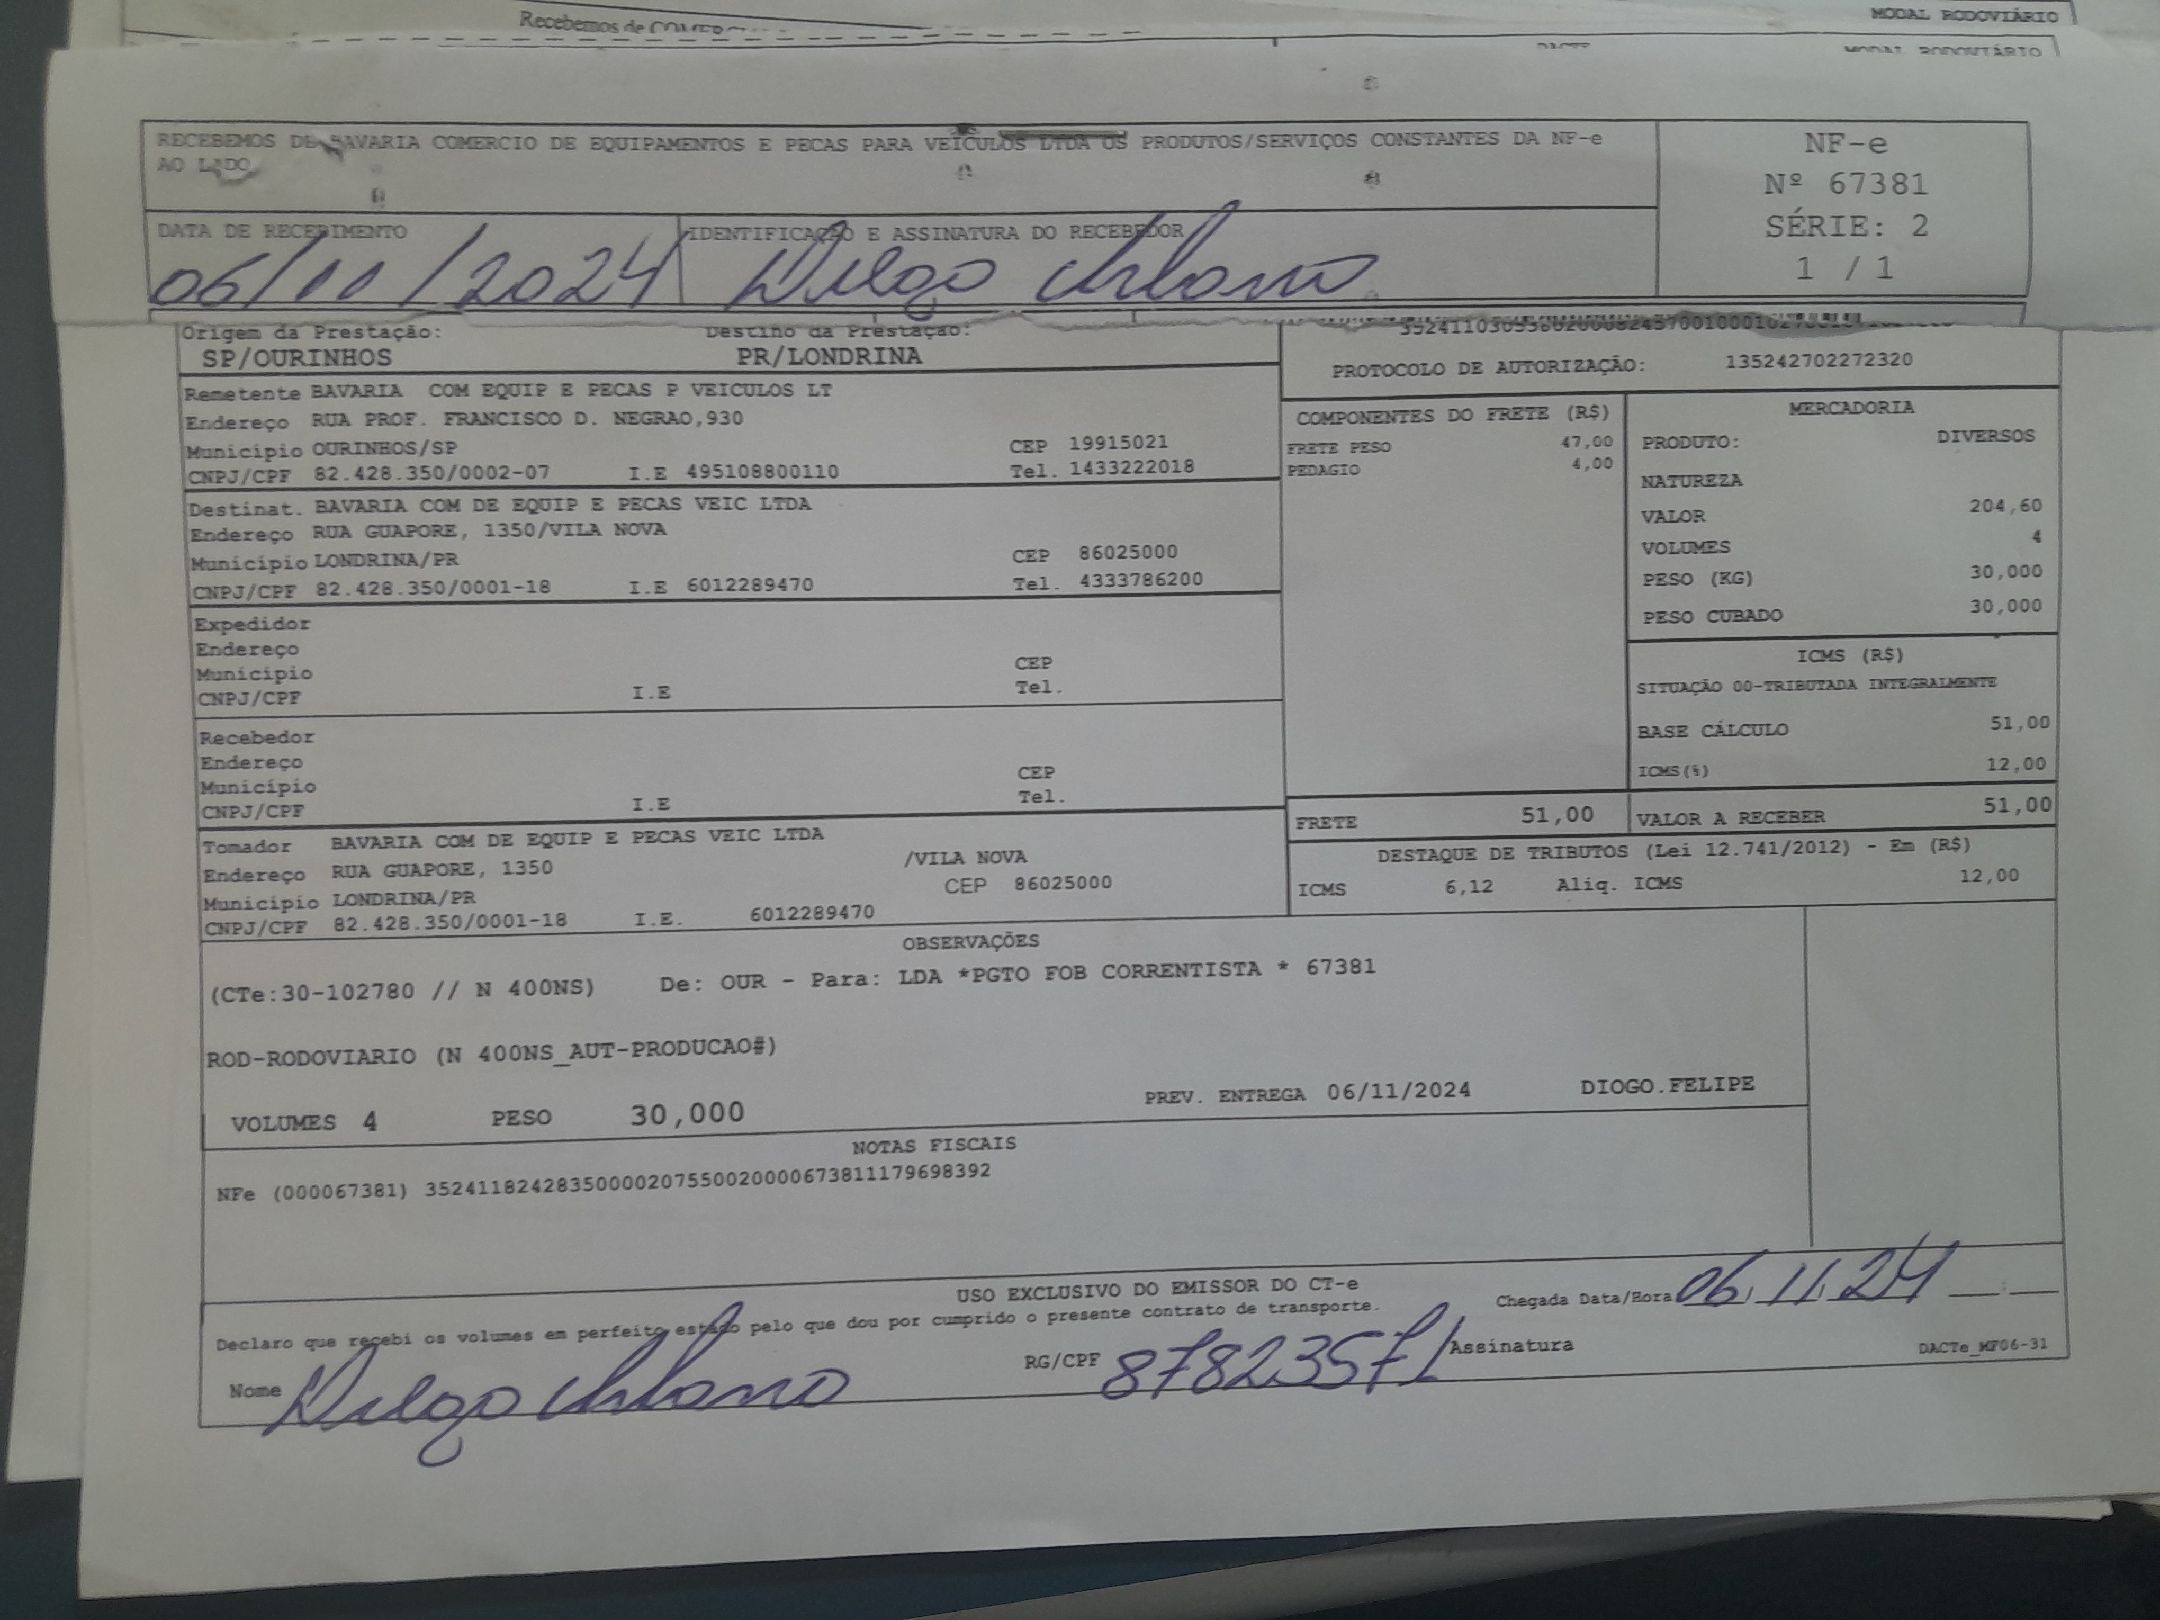 Recebemos de
MODAL RODOVIÁRIO
MODAL RODOVIÁRIO
RECEBEMOS DE BAVARIA COMERCIO DE EQUIPAMENTOS E PECAS PARA VEICULOS LTDA OS PRODUTOS/SERVIÇOS CONSTANTES DA NF-e
AO LADO
NF-e
Nº 67381
SÉRIE: 2
1 / 1
DATA DE RECEBIMENTO
IDENTIFICAÇÃO E ASSINATURA DO RECEBEDOR
06/11/2024 Diego Urbano
Origem da Prestação: Destino da Prestação:
SP/OURINHOS PR/LONDRINA
PROTOCOLO DE AUTORIZAÇÃO: 135242702272320
Remetente BAVARIA COM EQUIP E PECAS P VEICULOS LT
Endereço RUA PROF. FRANCISCO D. NEGRAO,930
Município OURINHOS/SP CEP 19915021
CNPJ/CPF 82.428.350/0002-07 I.E 495108800110 Tel. 1433222018
Destinat. BAVARIA COM DE EQUIP E PECAS VEIC LTDA
Endereço RUA GUAPORE, 1350/VILA NOVA
Município LONDRINA/PR CEP 86025000
CNPJ/CPF 82.428.350/0001-18 I.E 6012289470 Tel. 4333786200
Expedidor
Endereço
Município CEP
CNPJ/CPF I.E Tel.
Recebedor
Endereço
Município CEP
CNPJ/CPF I.E Tel.
Tomador BAVARIA COM DE EQUIP E PECAS VEIC LTDA
Endereço RUA GUAPORE, 1350 /VILA NOVA
Município LONDRINA/PR CEP 86025000
CNPJ/CPF 82.428.350/0001-18 I.E. 6012289470
COMPONENTES DO FRETE (R$)
FRETE PESO 47,00
PEDAGIO 4,00
MERCADORIA
PRODUTO: DIVERSOS
NATUREZA
VALOR 204,60
VOLUMES 4
PESO (KG) 30,000
PESO CUBADO 30,000
ICMS (R$)
SITUAÇÃO 00-TRIBUTADA INTEGRALMENTE
BASE CÁLCULO 51,00
ICMS(%) 12,00
FRETE 51,00 VALOR A RECEBER 51,00
DESTAQUE DE TRIBUTOS (Lei 12.741/2012) - Em (R$)
ICMS 6,12 Aliq. ICMS 12,00
OBSERVAÇÕES
(CTe:30-102780 // N 400NS) De: OUR - Para: LDA *PGTO FOB CORRENTISTA * 67381
ROD-RODOVIARIO (N 400NS_AUT-PRODUCAO#)
VOLUMES 4 PESO 30,000 PREV. ENTREGA 06/11/2024 DIOGO.FELIPE
NOTAS FISCAIS
NFe (000067381) 35241182428350000207550020000673811179698392
USO EXCLUSIVO DO EMISSOR DO CT-e
Declaro que recebi os volumes em perfeito estado pelo que dou por cumprido o presente contrato de transporte.
Chegada Data/Hora 06/11/24
Nome Diego Urbano RG/CPF 87823571 Assinatura
DACTe_MF06-31